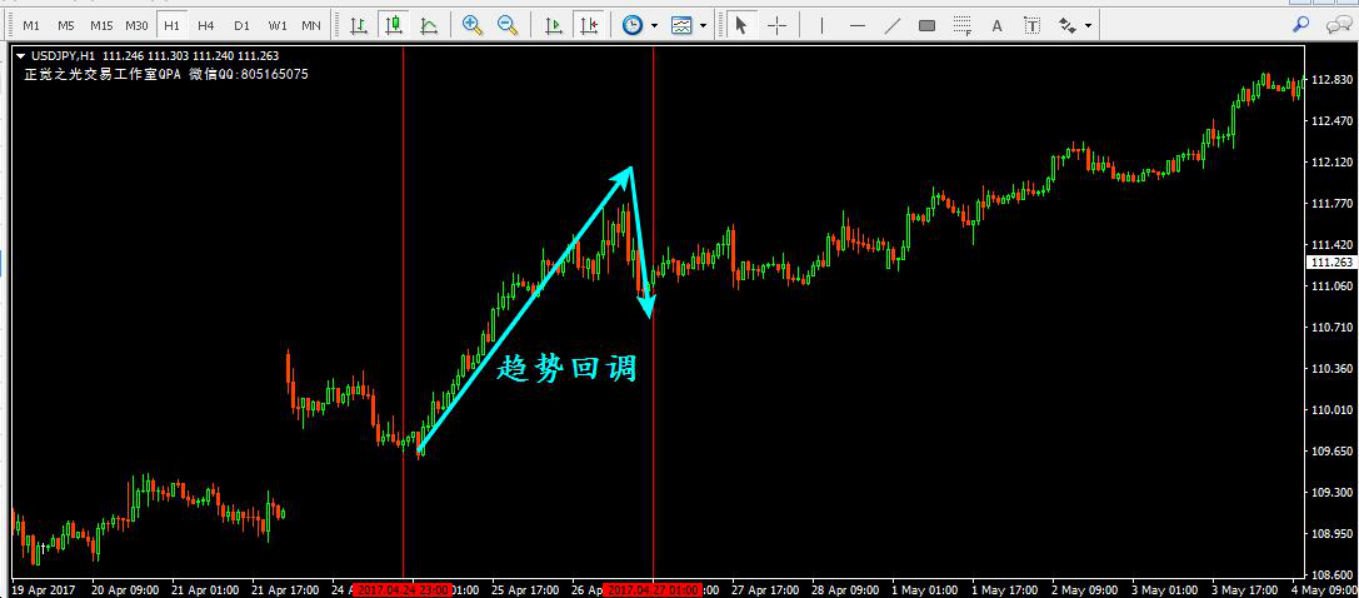 M1 M5 M15 M30 H1 H4 D1 W1 MN
USDJPY,H1 111.246 111.303 111.240 111.263
正觉之光交易工作室QPA 微信QQ:805165075
趋势回调
112.830
112.470
112.120
111.770
111.420
111.263
111.060
110.710
110.360
110.010
109.650
109.300
108.950
108.600
19 Apr 2017 20 Apr 09:00 21 Apr 01:00 21 Apr 17:00 24 A 2017.04.24 23:00 01:00 25 Apr 17:00 26 Ap 2017.04.27 01:00 :00 27 Apr 17:00 28 Apr 09:00 1 May 01:00 1 May 17:00 2 May 09:00 3 May 01:00 3 May 17:00 4 May 09:00